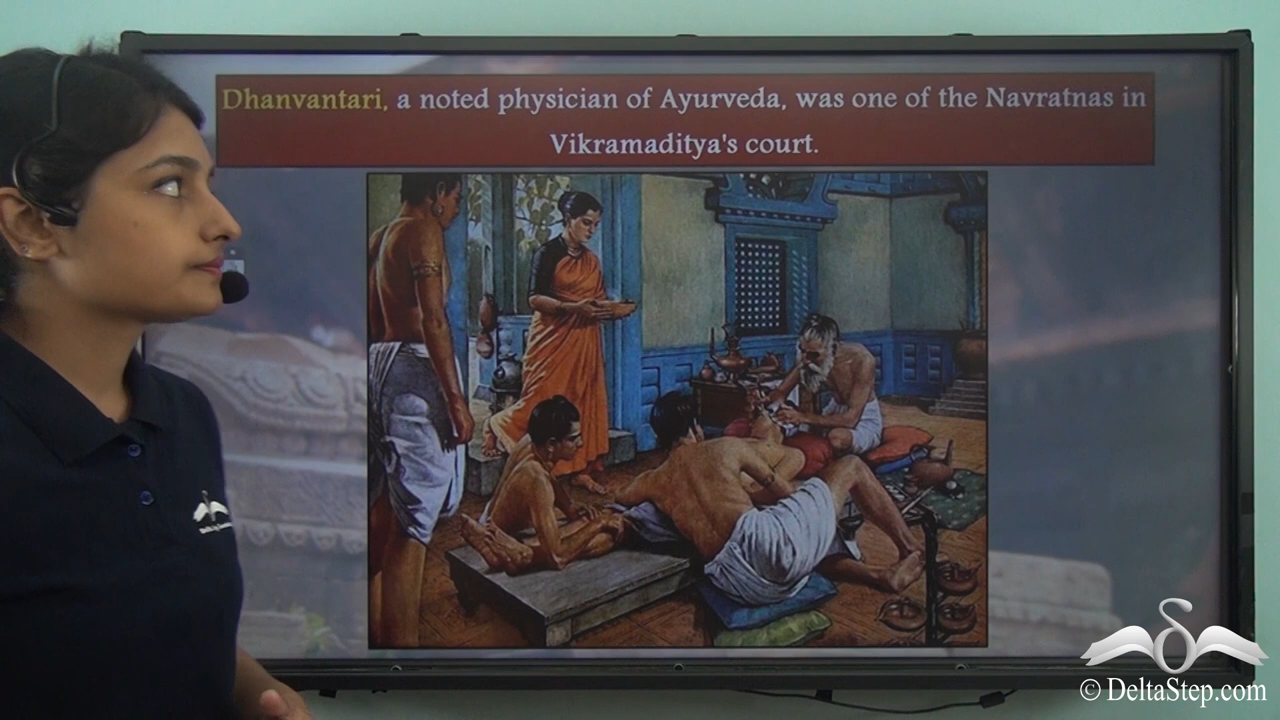 Dhanvantari, a noted physician of Ayurveda, was one of the Navratnas in
Vikramaditya's court.
© DeltaStep.com